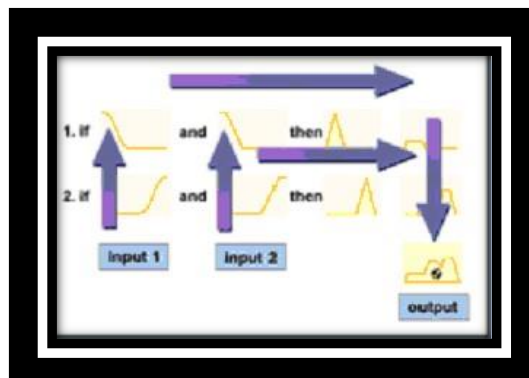 1. if and then
2. if and then
input 1 input 2
output